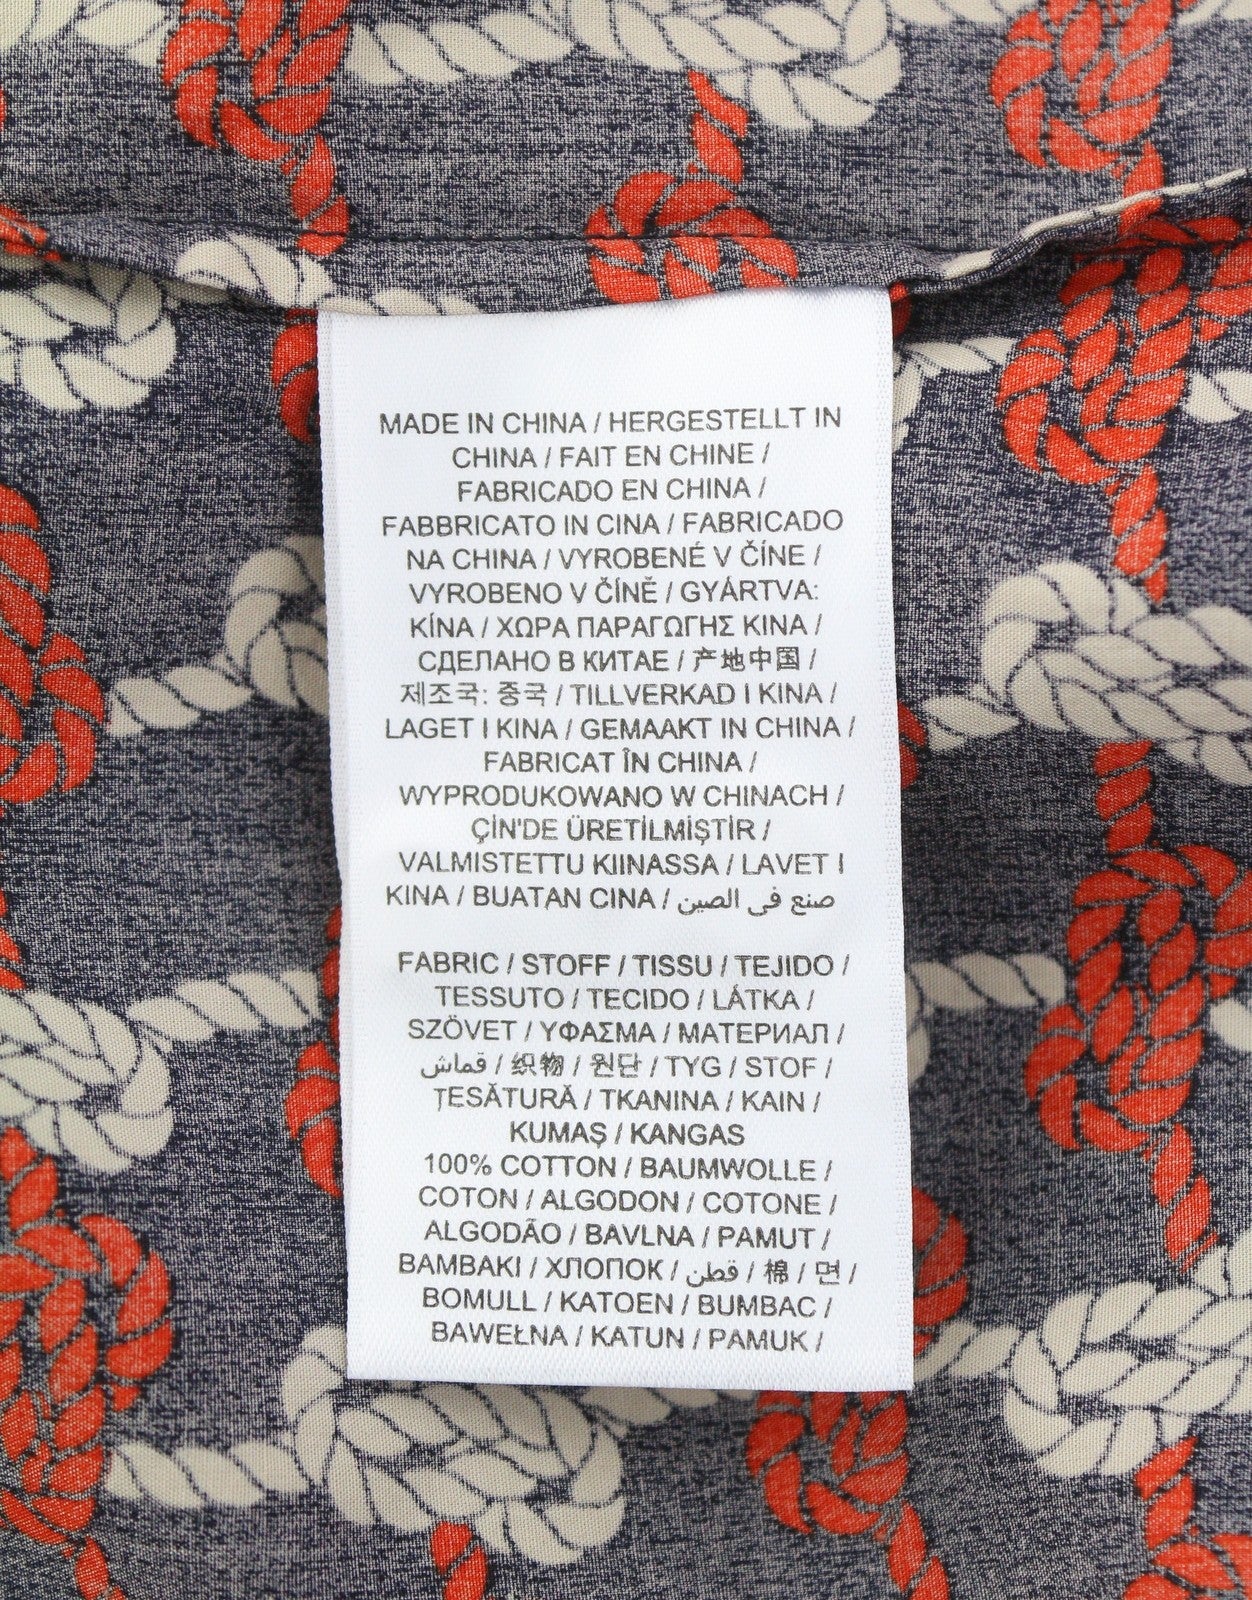 MADE IN CHINA / HERGESTELLT IN
CHINA / FAIT EN CHINE /
FABRICADO EN CHINA /
FABBRICATO IN CINA / FABRICADO
NA CHINA / VYROBENÉ V ČÍNE /
VYROBENO V ČÍNĚ / GYÁRTVA:
KÍNA / ΧΩΡΑ ΠΑΡΑΓΩΓΗΣ ΚΙΝΑ /
СДЕЛАНО В КИТАЕ / 产地中国 /
제조국: 중국 / TILLVERKAD I KINA /
LAGET I KINA / GEMAAKT IN CHINA /
FABRICAT ÎN CHINA /
WYPRODUKOWANO W CHINACH /
ÇİN'DE ÜRETİLMİŞTİR /
VALMISTETTU KIINASSA / LAVET I
KINA / BUATAN CINA / صنع في الصين
FABRIC / STOFF / TISSU / TEJIDO /
TESSUTO / TECIDO / LÁTKA /
SZÖVET / ΥΦΑΣΜΑ / МАТЕРИАЛ /
قماش / 织物 / 원단 / TYG / STOF /
ȚESĂTURĂ / TKANINA / KAIN /
KUMAŞ / KANGAS
100% COTTON / BAUMWOLLE /
COTON / ALGODON / COTONE /
ALGODÃO / BAVLNA / PAMUT /
ΒΑΜΒΑΚΙ / ХЛОПОК / قطن / 棉 / 면 /
BOMULL / KATOEN / BUMBAC /
BAWEŁNA / KATUN / PAMUK /